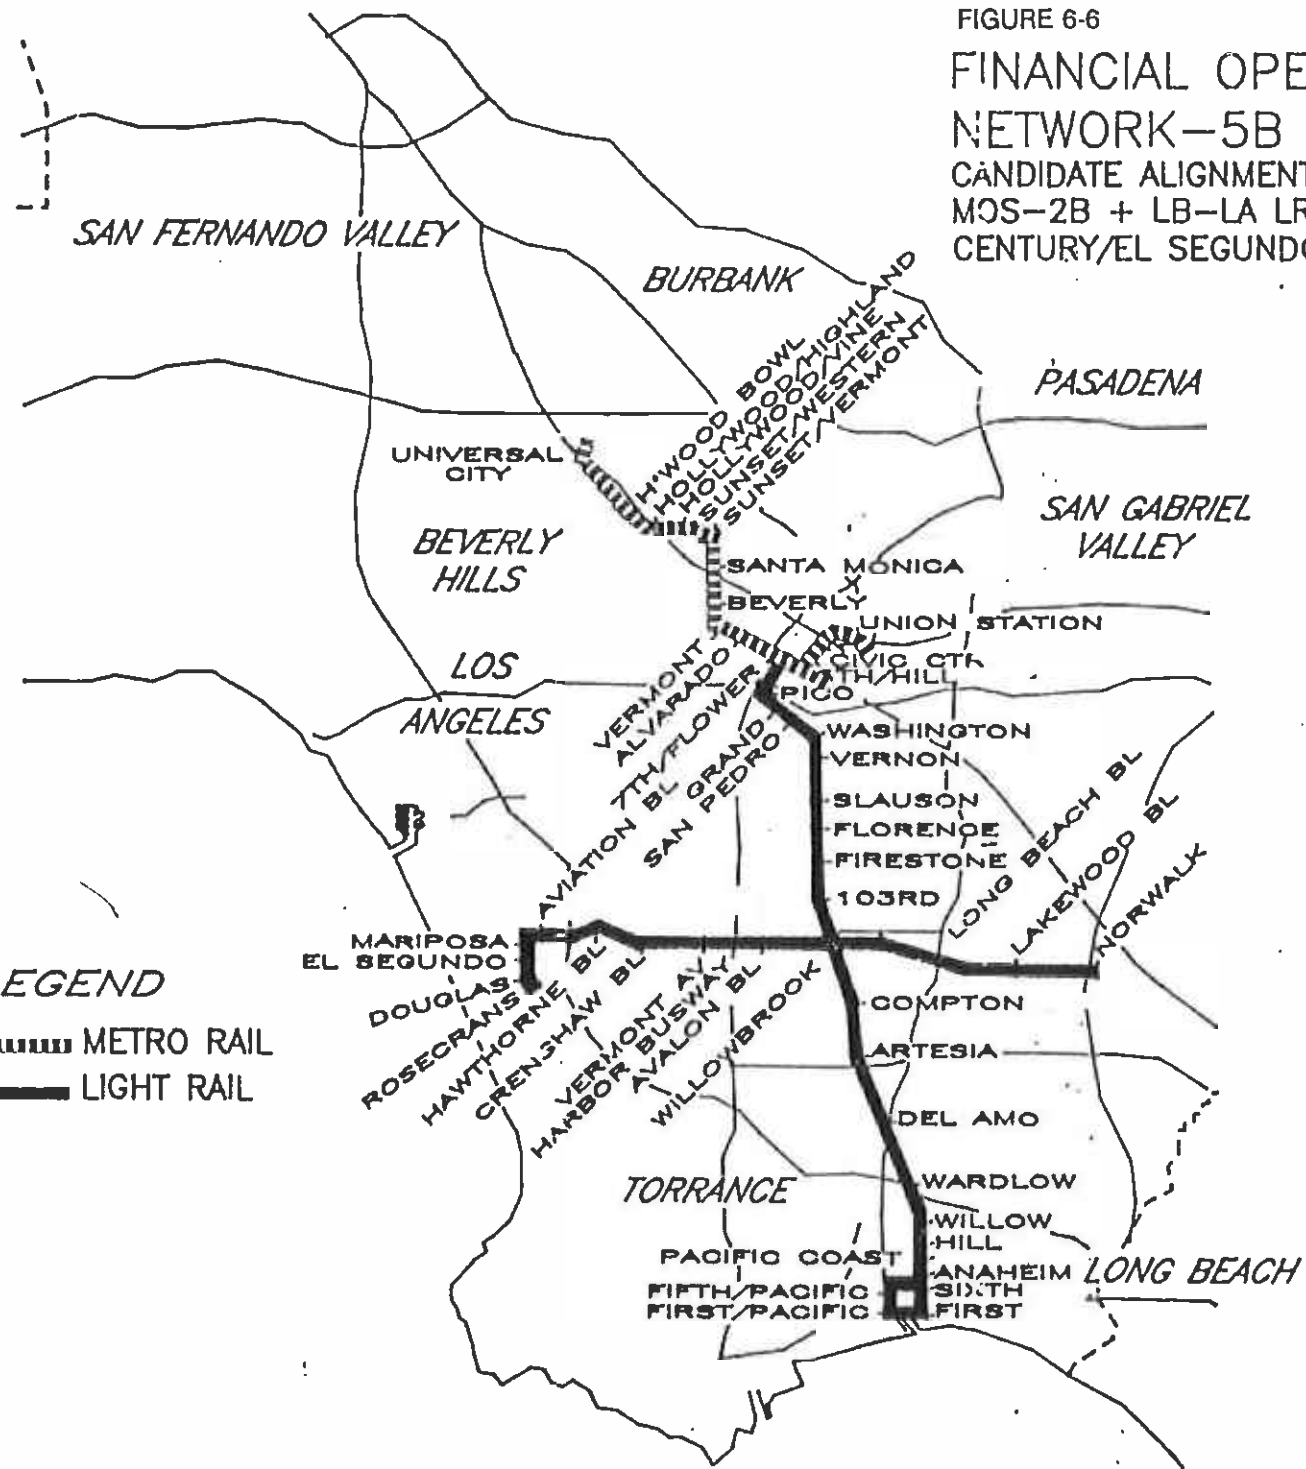 FIGURE 6-6
FINANCIAL OPE
NETWORK-5B
CANDIDATE ALIGNMENT
MOS-2B + LB-LA LR
CENTURY/EL SEGUNDO
SAN FERNANDO VALLEY
BURBANK
PASADENA
H'WOOD BOWL
HOLLYWOOD/HIGHLAND
HOLLYWOOD/VINE
SUNSET/WESTERN
SUNSET/VERMONT
UNIVERSAL
CITY
SAN GABRIEL
VALLEY
BEVERLY
HILLS
SANTA MONICA
BEVERLY
UNION STATION
CIVIC CTR
7TH/HILL
PICO
LOS
ANGELES
VERMONT
ALVARADO
7TH/FLOWER
GRAND
SAN PEDRO
WASHINGTON
VERNON
SLAUSON
FLORENCE
FIRESTONE
103RD
AVIATION BL
LONG BEACH BL
LAKEWOOD BL
NORWALK
MARIPOSA
EL SEGUNDO
DOUGLAS
ROSECRANS
HAWTHORNE BL
CRENSHAW BL
VERMONT AV
HARBOR BUSWAY
AVALON BL
WILLOWBROOK
COMPTON
ARTESIA
DEL AMO
WARDLOW
WILLOW
HILL
PACIFIC COAST
ANAHEIM
SIXTH
FIRST
FIFTH/PACIFIC
FIRST/PACIFIC
TORRANCE
LONG BEACH
EGEND
METRO RAIL
LIGHT RAIL